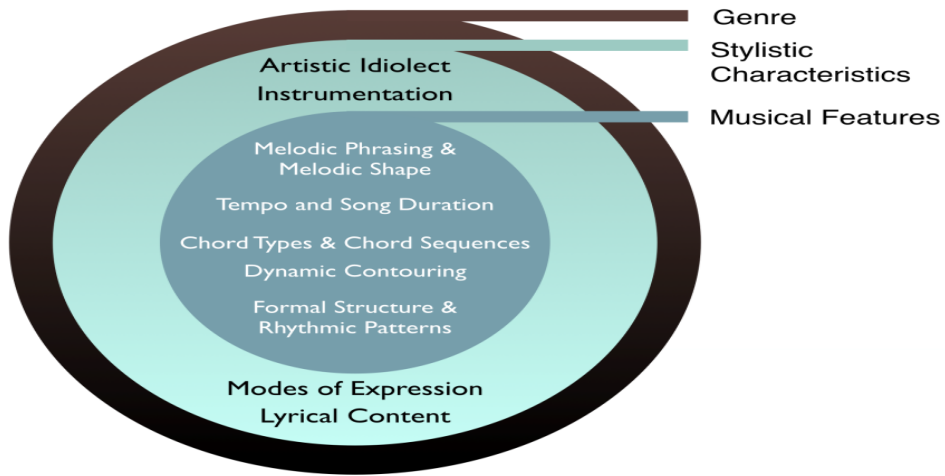 Genre
Stylistic
Characteristics
Musical Features
Artistic Idiolect
Instrumentation
Melodic Phrasing &
Melodic Shape
Tempo and Song Duration
Chord Types & Chord Sequences
Dynamic Contouring
Formal Structure &
Rhythmic Patterns
Modes of Expression
Lyrical Content